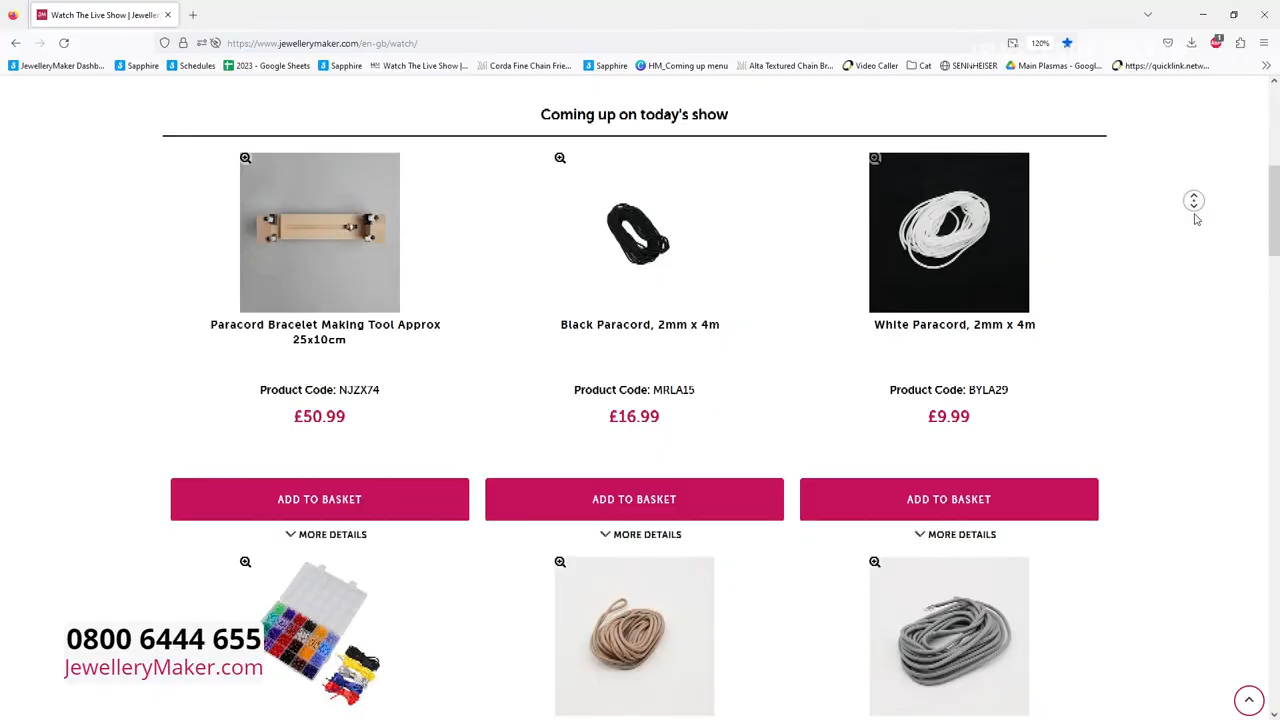 Watch The Live Show | Jeweller
https://www.jewellerymaker.com/en_gb/watch/
120%
1
JewelleryMaker Dashb...
Sapphire
Schedules
2023 - Google Sheets
Sapphire
Watch The Live Show |...
Corda Fine Chain Frie...
Sapphire
HM_Coming up menu
Alta Textured Chain Br...
Video Caller
Cat
SENNHEISER
Main Plasmas - Googl...
https://quicklink.netw...
Coming up on today's show
Paracord Bracelet Making Tool Approx
25x10cm
Product Code: NJZX74
£50.99
ADD TO BASKET
MORE DETAILS
Black Paracord, 2mm x 4m
Product Code: MRLA15
£16.99
ADD TO BASKET
MORE DETAILS
White Paracord, 2mm x 4m
Product Code: BYLA29
£9.99
ADD TO BASKET
MORE DETAILS
0800 6444 655
JewelleryMaker.com